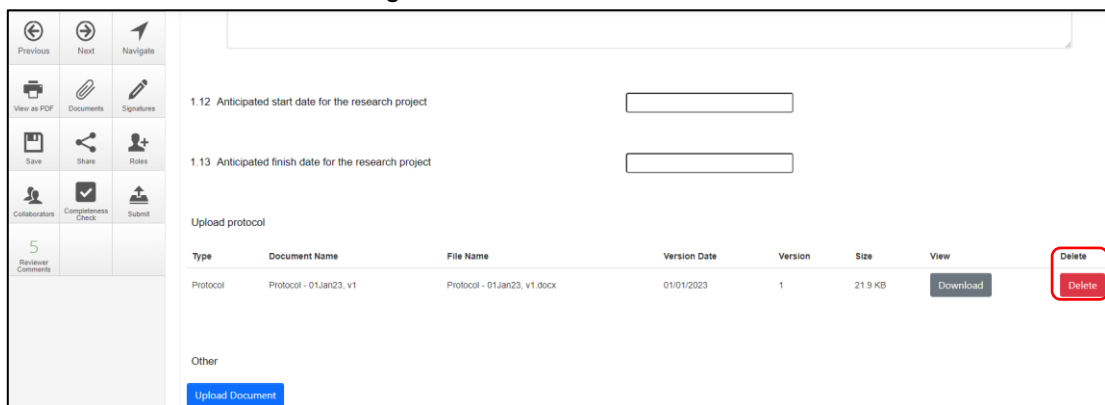 Previous Next Navigate
View as PDF Documents Signatures
Save Share Roles
Collaborators Completeness Check Submit
5
Reviewer Comments
1.12 Anticipated start date for the research project
1.13 Anticipated finish date for the research project
Upload protocol
Type Document Name File Name Version Date Version Size View Delete
Protocol Protocol - 01Jan23, v1 Protocol - 01Jan23, v1.docx 01/01/2023 1 21.9 KB Download Delete
Other
Upload Document